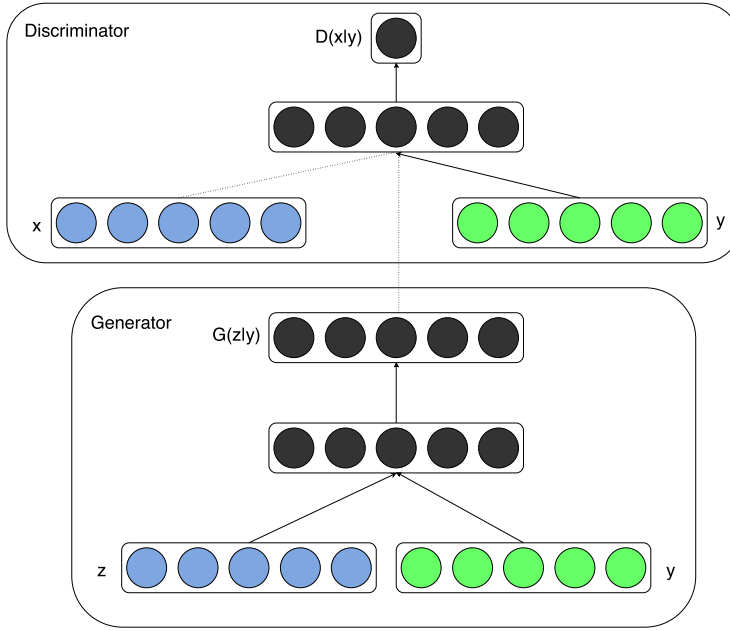 Discriminator
D(x|y)
x
y
Generator
G(z|y)
z
y